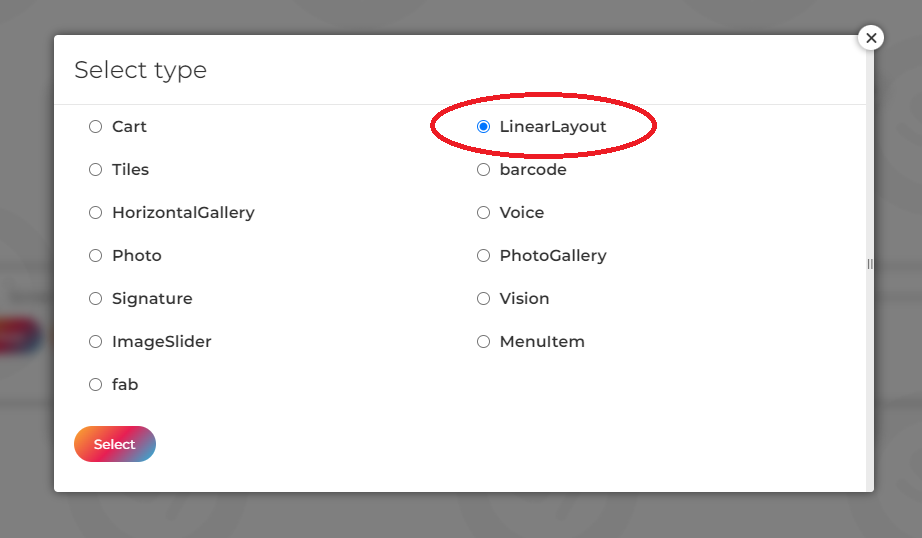 Select type
Cart
LinearLayout
Tiles
barcode
HorizontalGallery
Voice
Photo
PhotoGallery
Signature
Vision
ImageSlider
MenuItem
fab
Select